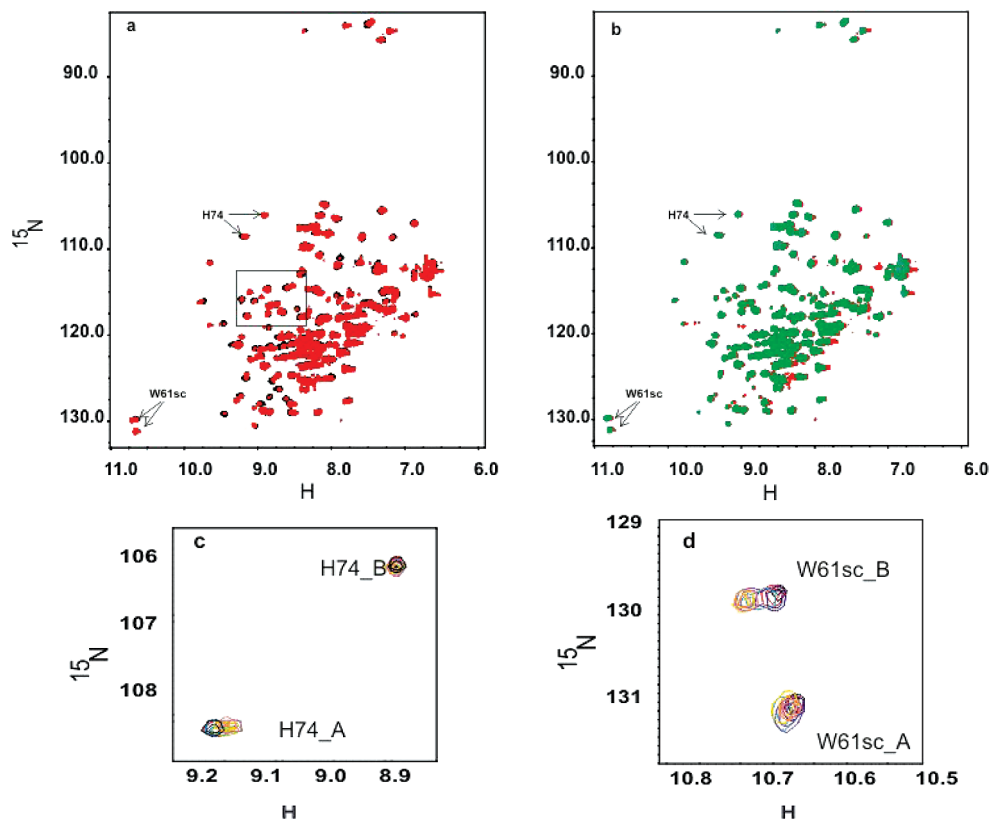 a
b
90.0
100.0
110.0
120.0
130.0
15N
H74
W61sc
11.0 10.0 9.0 8.0 7.0 6.0
H
90.0
100.0
110.0
120.0
130.0
H74
W61sc
11.0 10.0 9.0 8.0 7.0 6.0
H
c
106
107
108
15N
H74_B
H74_A
9.2 9.1 9.0 8.9
H
d
129
130
131
15N
W61sc_B
W61sc_A
10.8 10.7 10.6 10.5
H